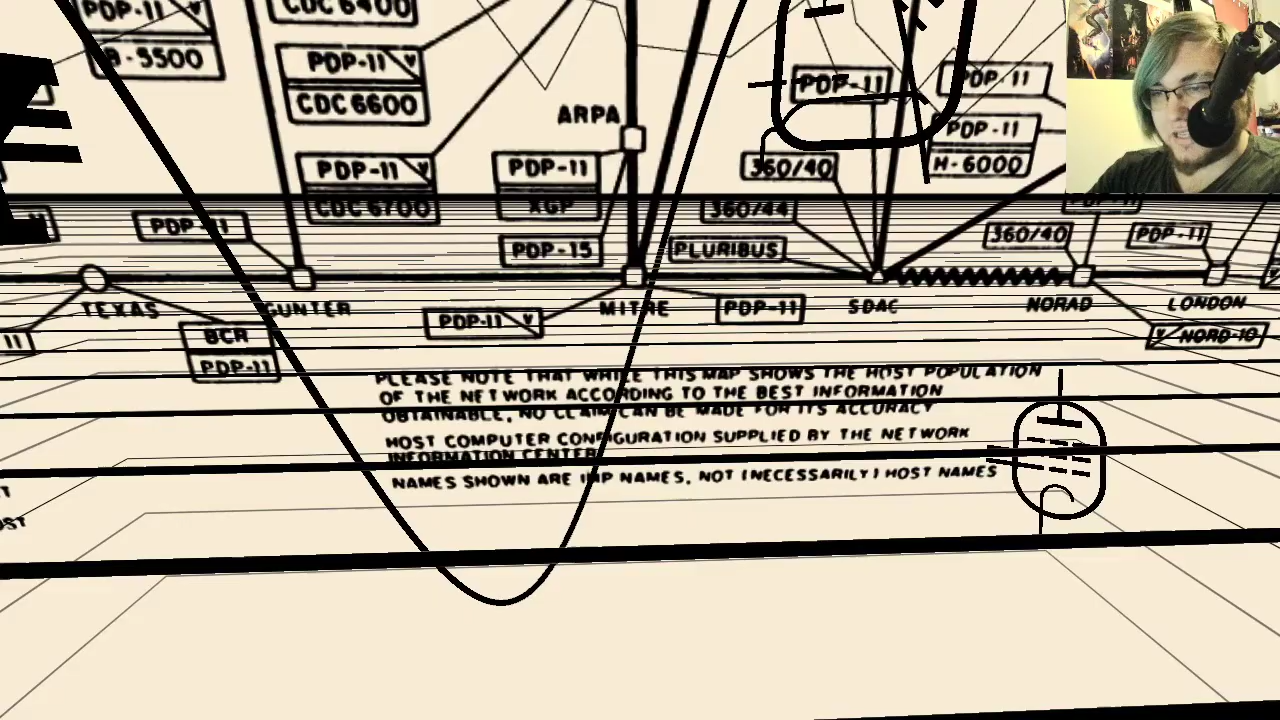 CDC 6400
PDP-11
B-5500
PDP-11
CDC 6600
ARPA
PDP-11
PDP-11
PDP-11
PDP-11
CDC 6700
PDP-11
XGP
360/40
H-6000
PDP-11
PDP-15
360/44
PLURIBUS
360/40
PDP-11
TEXAS
GUNTER
MITRE
SDAC
NORAD
LONDON
11
BCR
PDP-11
PDP-11
PDP-11
NORD-10
PLEASE NOTE THAT WHILE THIS MAP SHOWS THE HOST POPULATION
OF THE NETWORK ACCORDING TO THE BEST INFORMATION
OBTAINABLE, NO CLAIM CAN BE MADE FOR ITS ACCURACY
HOST COMPUTER CONFIGURATION SUPPLIED BY THE NETWORK
INFORMATION CENTER
NAMES SHOWN ARE IMP NAMES, NOT (NECESSARILY) HOST NAMES